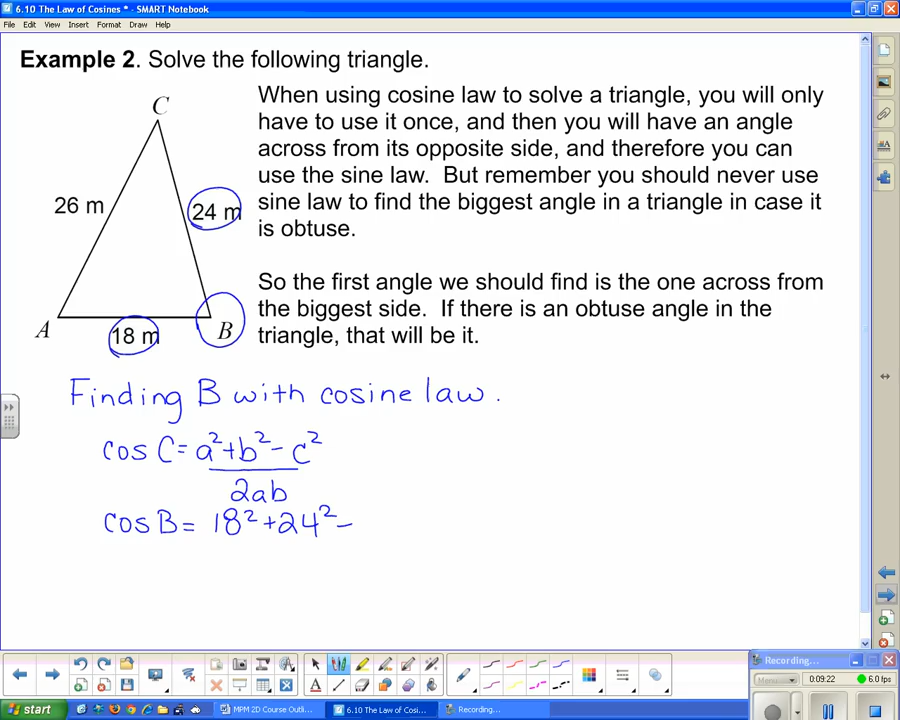 6.10 The Law of Cosines * - SMART Notebook
File Edit View Insert Format Draw Help
Example 2. Solve the following triangle.
C
26 m
24 m
A
18 m
B
When using cosine law to solve a triangle, you will only
have to use it once, and then you will have an angle
across from its opposite side, and therefore you can
use the sine law. But remember you should never use
sine law to find the biggest angle in a triangle in case it
is obtuse.
So the first angle we should find is the one across from
the biggest side. If there is an obtuse angle in the
triangle, that will be it.
Finding B with cosine law.
cos C = a² + b² - c²
2ab
cos B = 18² + 24² -
Recording...
Menu...
0:09:22
6.0 fps
start
MPM 2D Course Outli...
6.10 The Law of Cosi...
Recording...